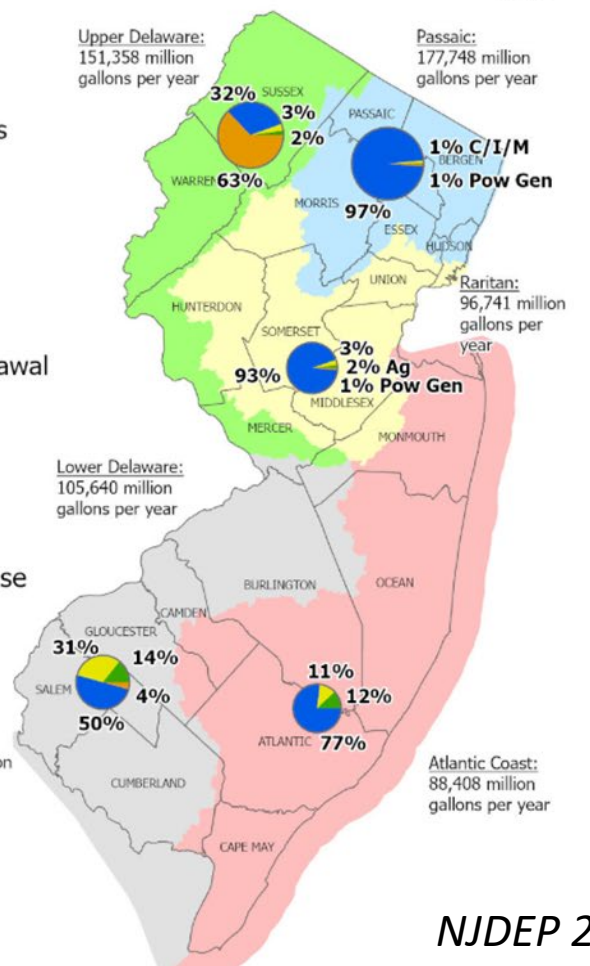 Upper Delaware:
151,358 million
gallons per year
Passaic:
177,748 million
gallons per year
32%
SUSSEX
3%
2%
WARREN
63%
PASSAIC
1% C/I/M
BERGEN
1% Pow Gen
MORRIS
97%
ESSEX
HUDSON
UNION
Raritan:
96,741 million
gallons per
year
HUNTERDON
SOMERSET
3%
93%
2% Ag
1% Pow Gen
MIDDLESEX
MERCER
MONMOUTH
Lower Delaware:
105,640 million
gallons per year
BURLINGTON
OCEAN
CAMDEN
GLOUCESTER
31%
14%
SALEM
4%
50%
11%
12%
ATLANTIC
77%
CUMBERLAND
Atlantic Coast:
88,408 million
gallons per year
CAPE MAY
NJDEP 2